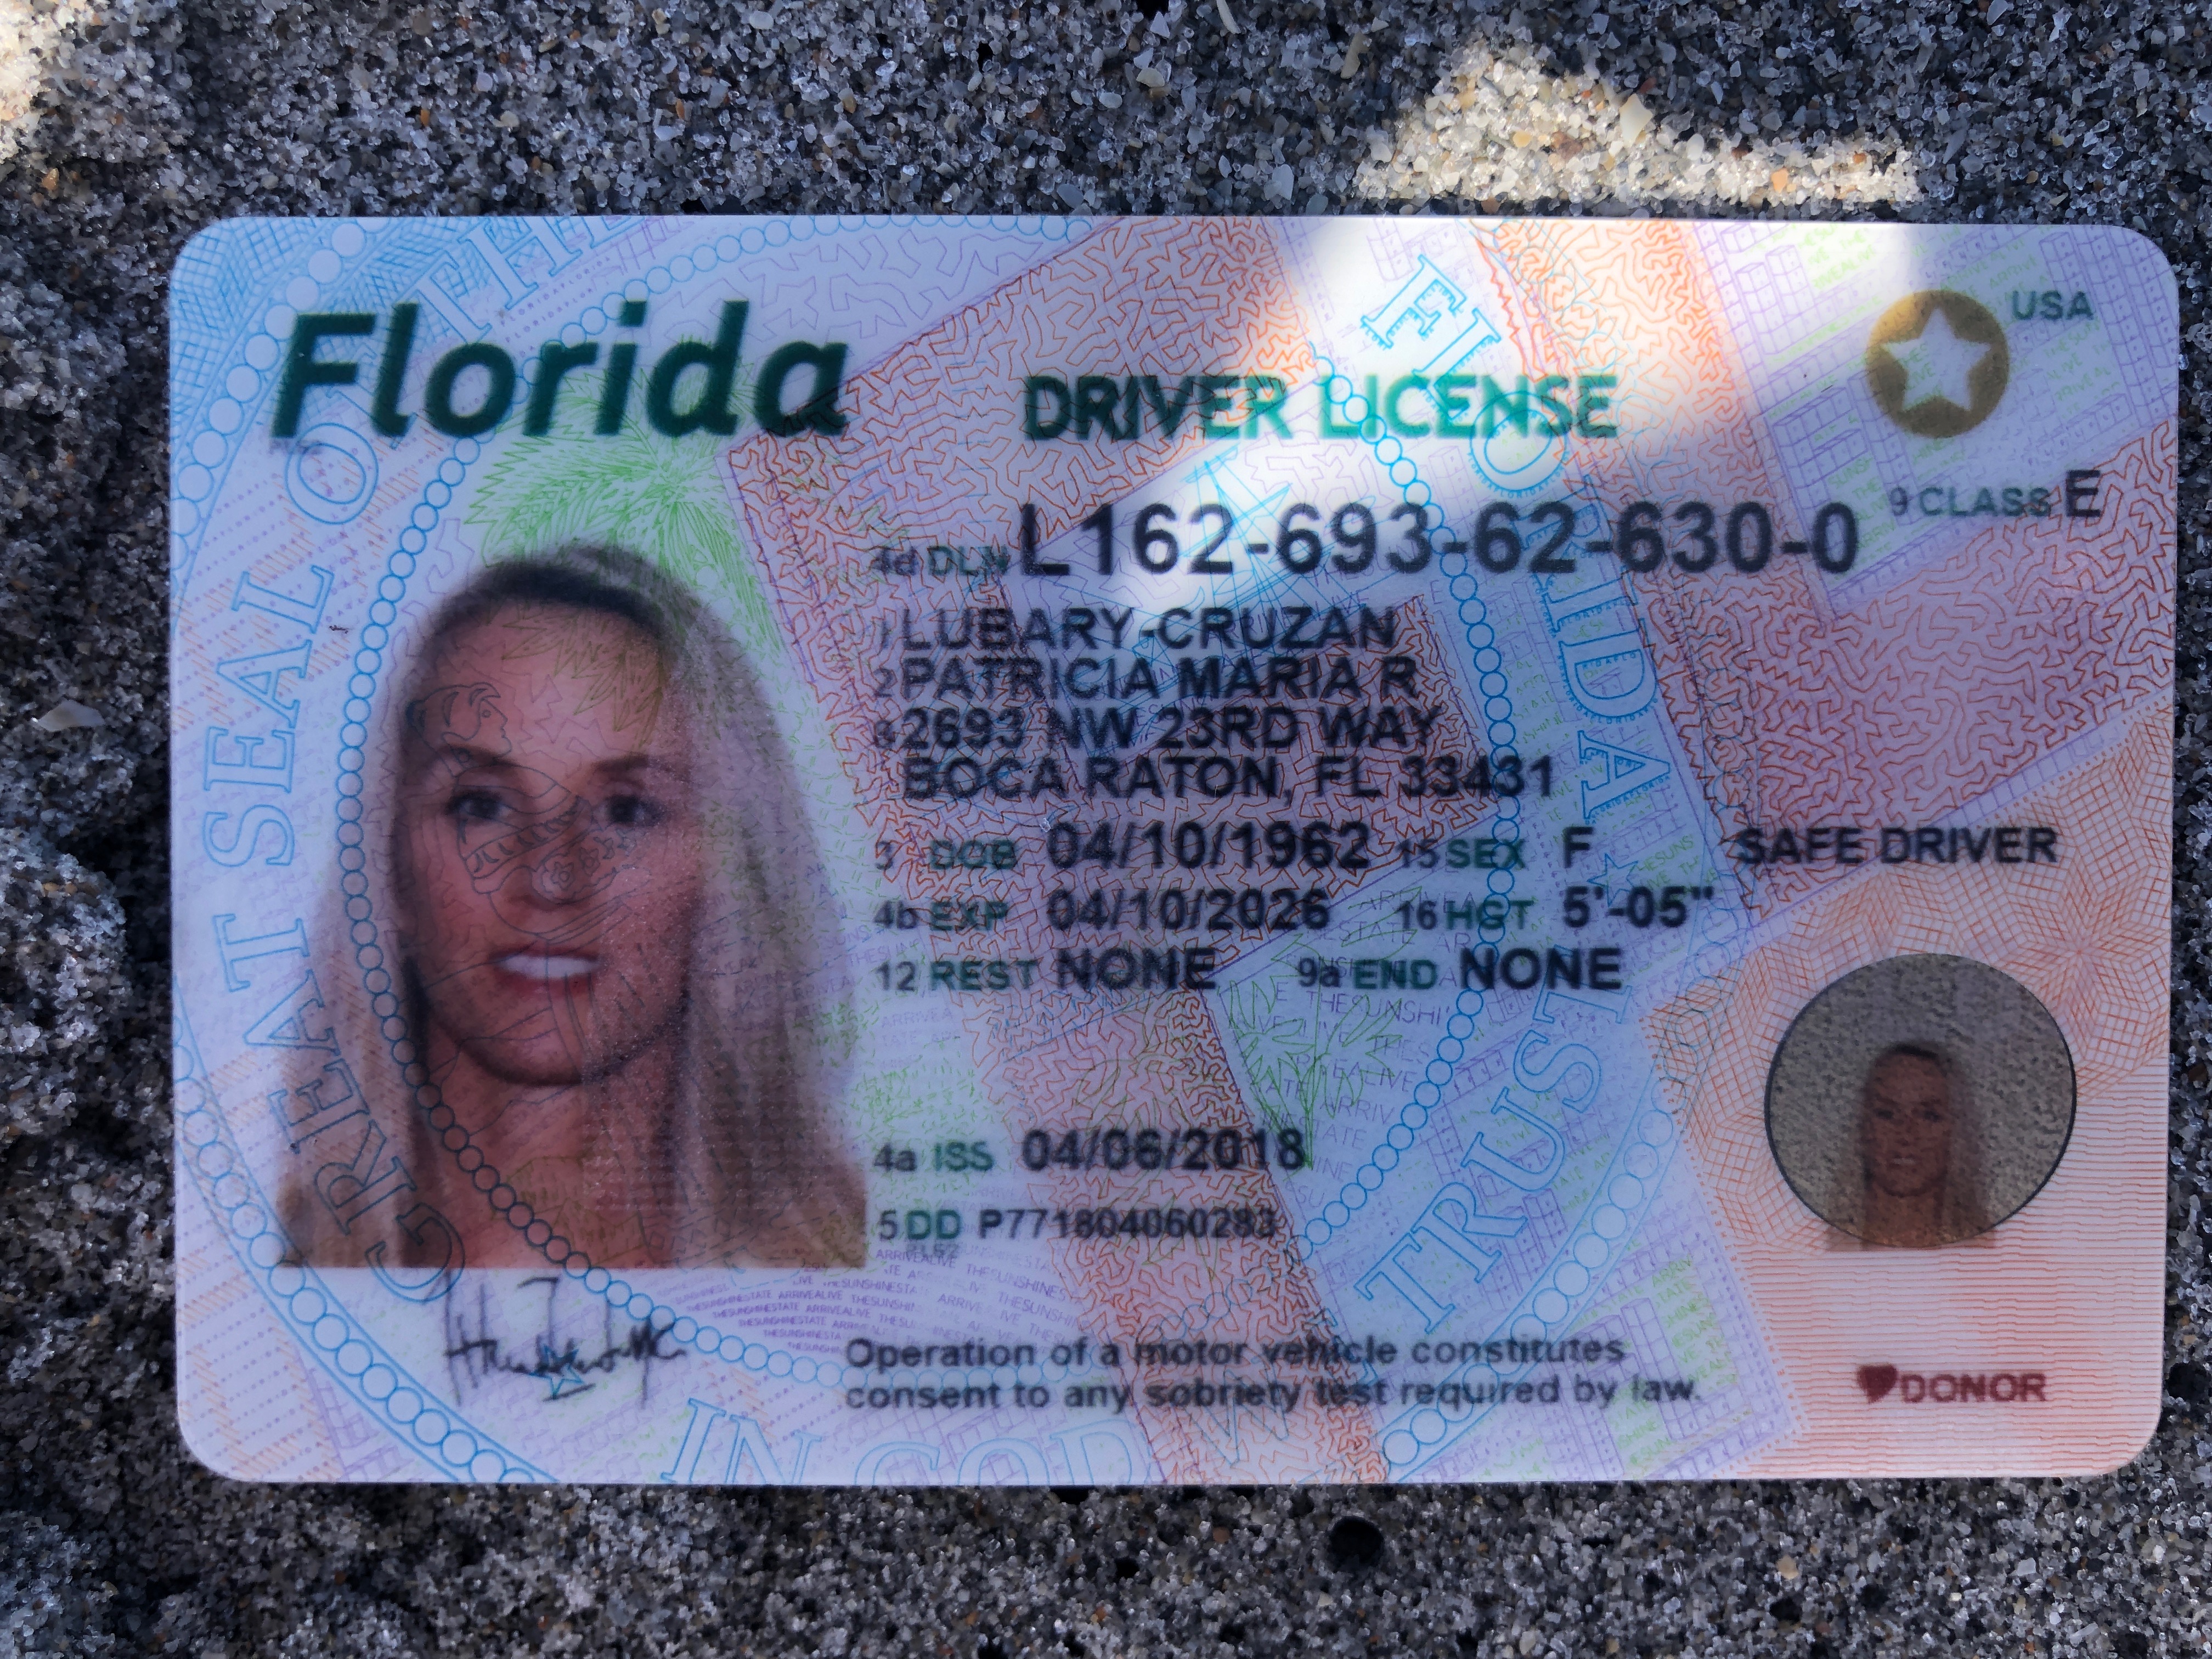 Florida
DRIVER LICENSE
USA
9 CLASS E
4d DLN L162-693-62-630-0
1 LUBARY-CRUZAN
2 PATRICIA MARIA R
8 2693 NW 23RD WAY
BOCA RATON, FL 33431
3 DOB 04/10/1962 15 SEX F
SAFE DRIVER
4b EXP 04/10/2026 16 HGT 5'-05"
12 REST NONE 9a END NONE
4a ISS 04/06/2018
5 DD P771804060283
Operation of a motor vehicle constitutes
consent to any sobriety test required by law.
DONOR
GREAT SEAL OF THE
FLORIDA
IN GOD WE TRUST